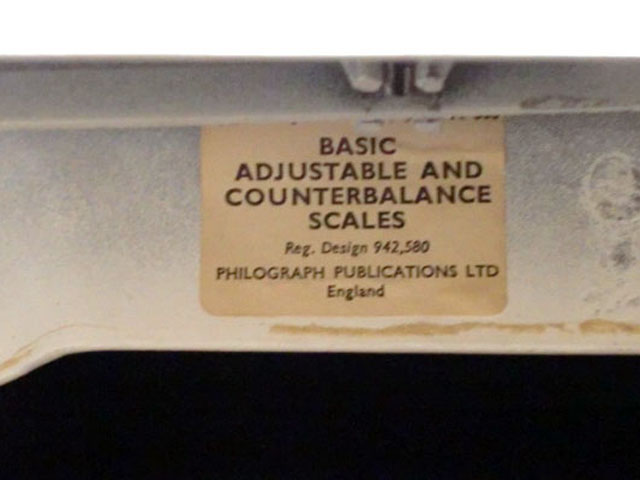 BASIC
ADJUSTABLE AND
COUNTERBALANCE
SCALES
Reg. Design 942,580
PHILOGRAPH PUBLICATIONS LTD
England